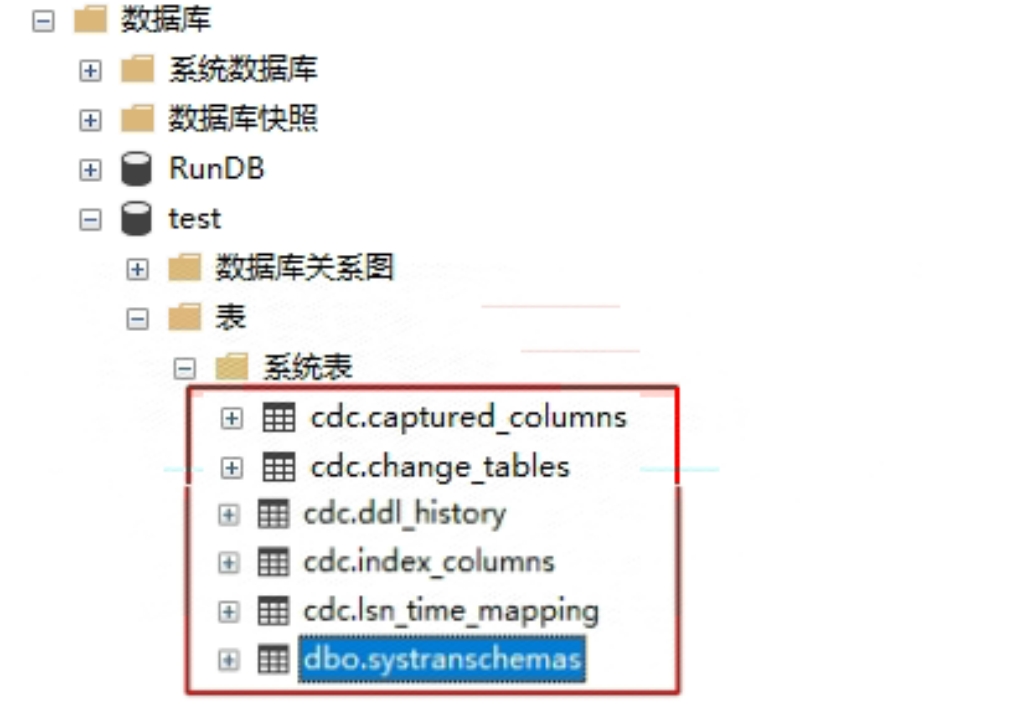 数据库
系统数据库
数据库快照
RunDB
test
数据库关系图
表
系统表
cdc.captured_columns
cdc.change_tables
cdc.ddl_history
cdc.index_columns
cdc.lsn_time_mapping
dbo.systranschemas